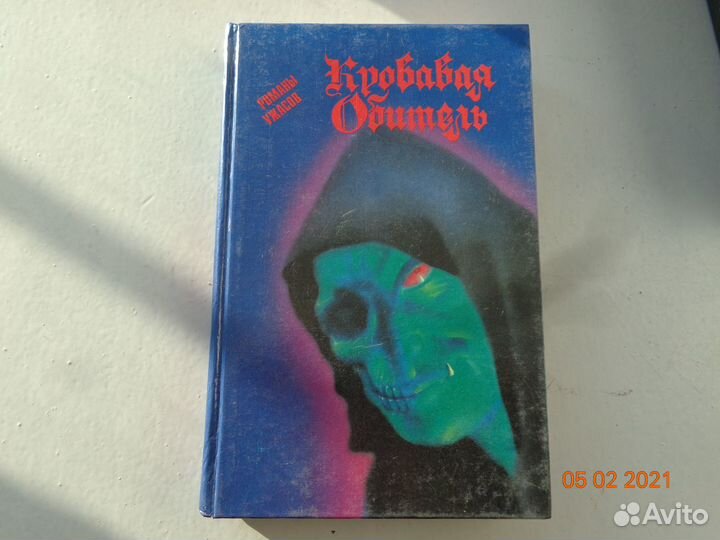 РОМАНЫ
УЖАСОВ
Кровавая
Обитель
05 02 2021
Avito